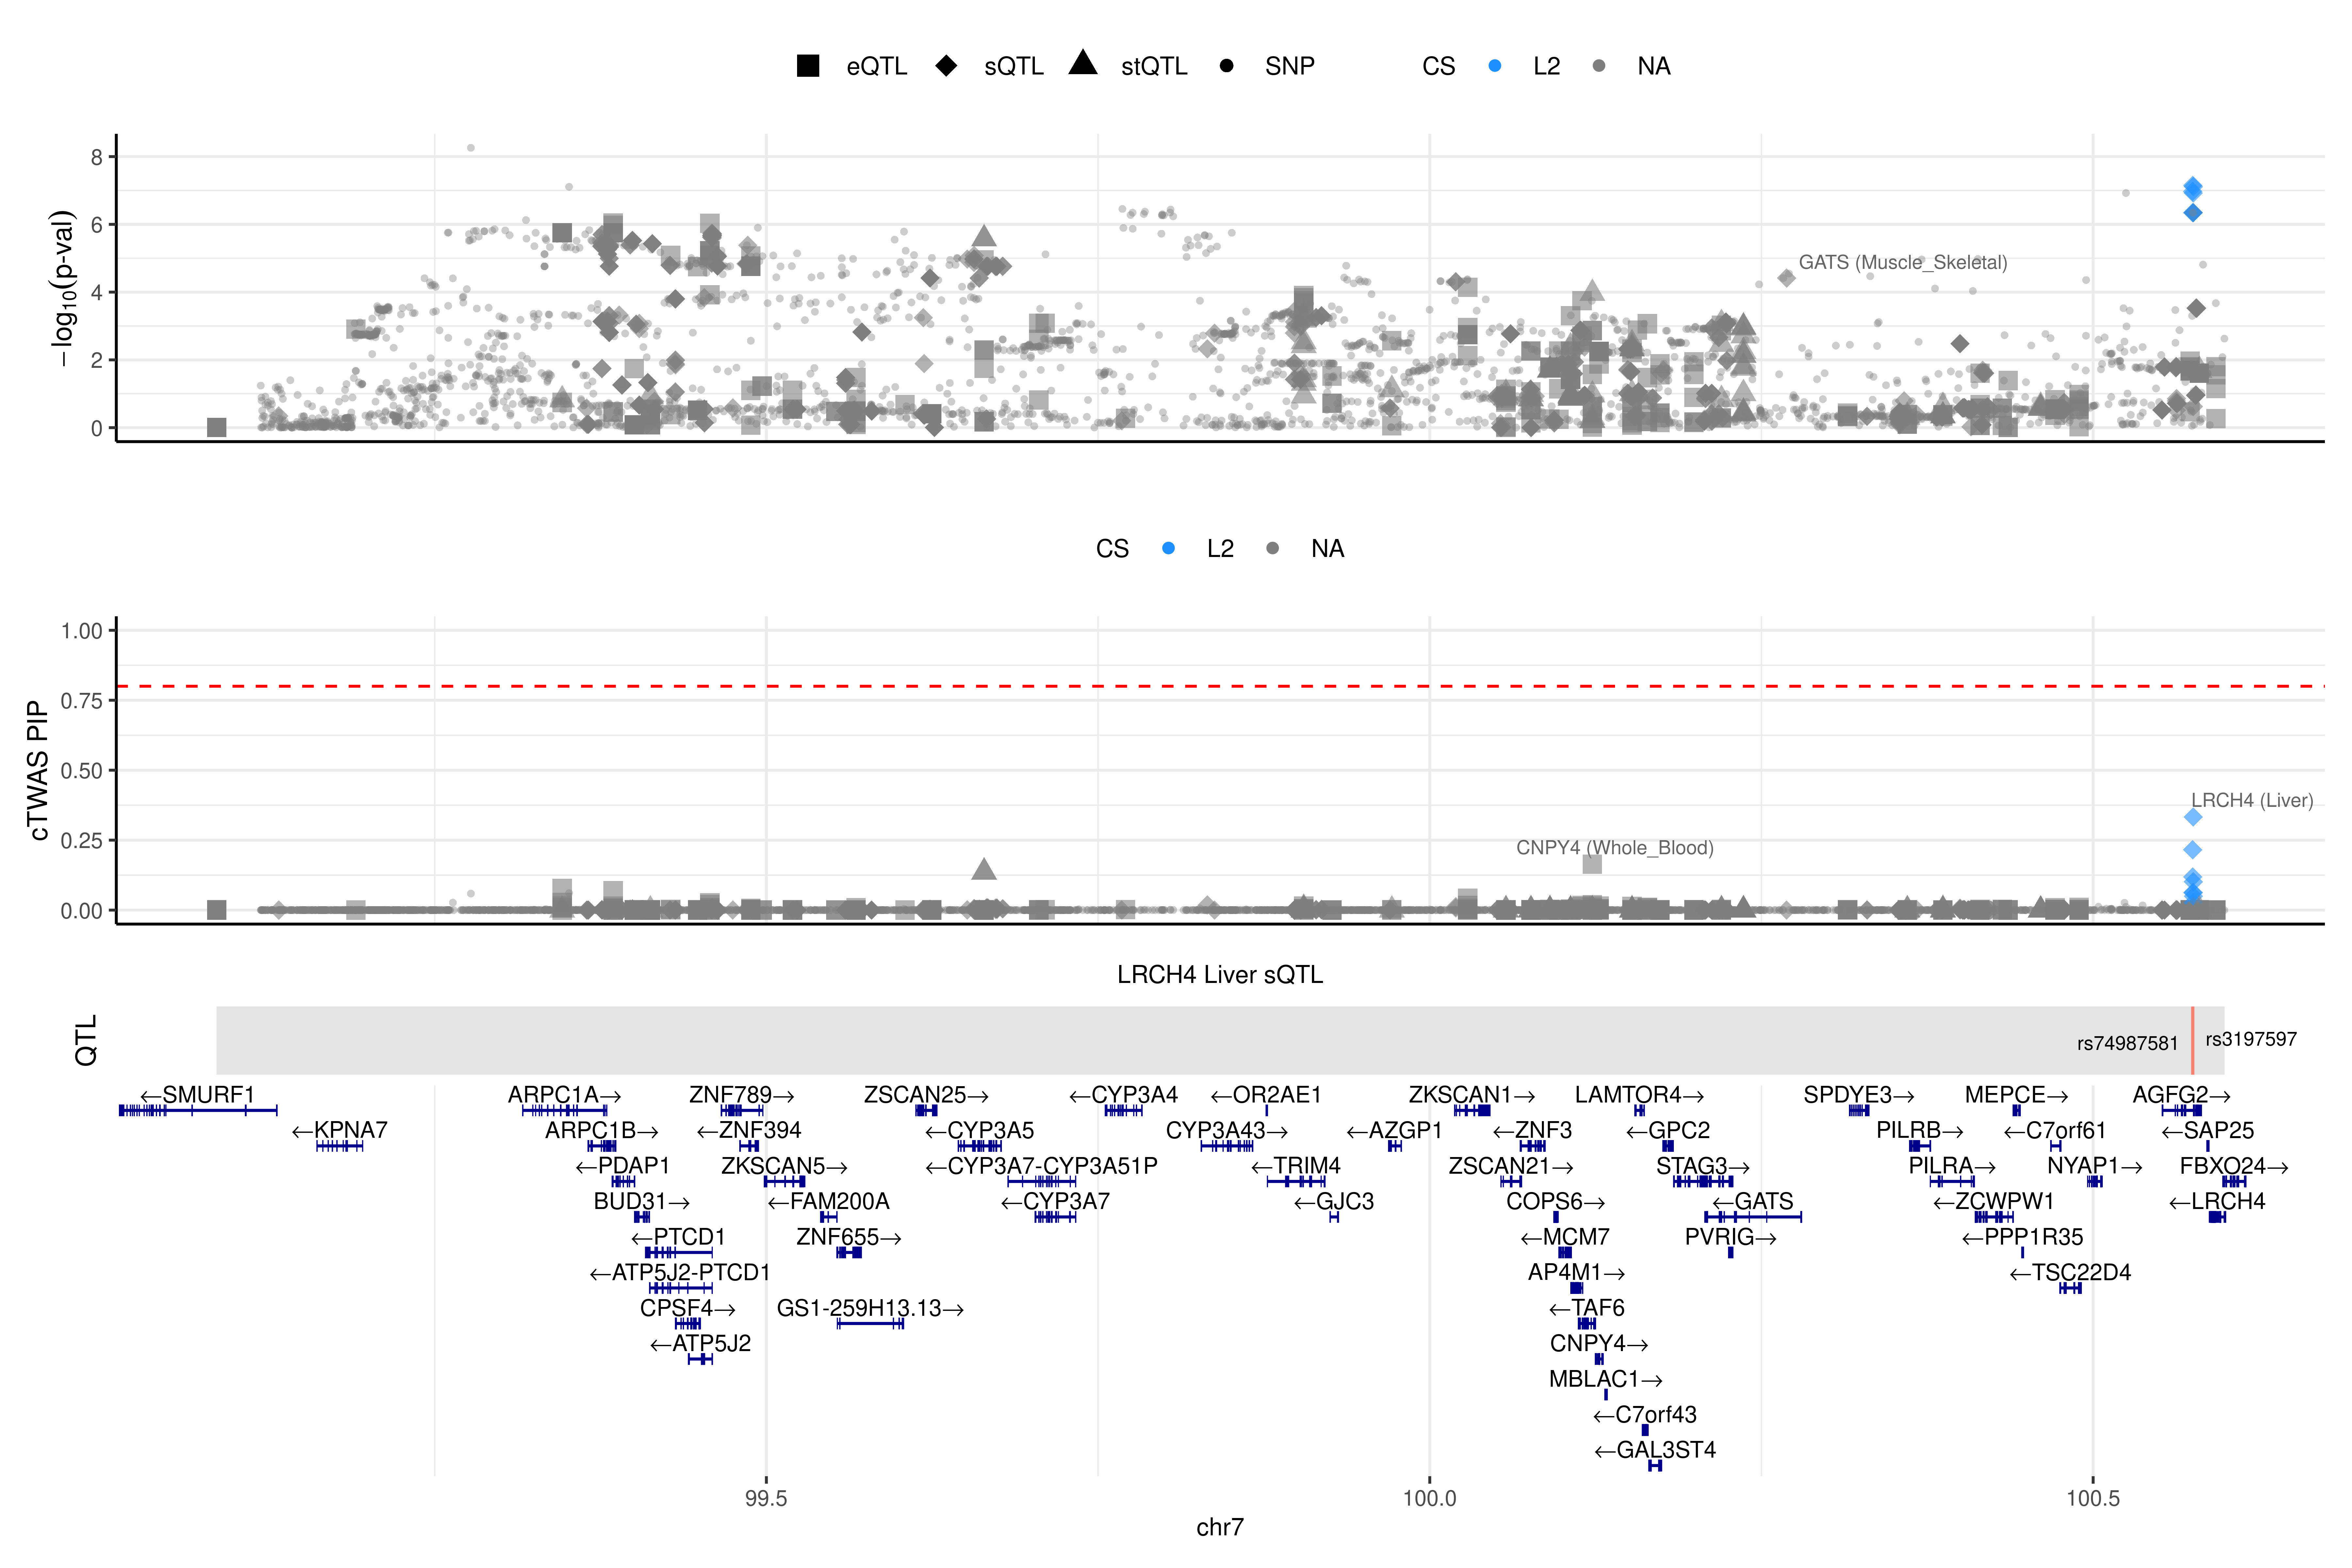 eQTL sQTL stQTL SNP CS L2 NA
8
6
4
2
0
−log10(p-val)
GATS (Muscle_Skeletal)
CS L2 NA
1.00
0.75
0.50
0.25
0.00
cTWAS PIP
LRCH4 (Liver)
CNPY4 (Whole_Blood)
LRCH4 Liver sQTL
QTL
rs74987581 rs3197597
←SMURF1 ARPC1A→ ZNF789→ ZSCAN25→ ←CYP3A4 ←OR2AE1 ZKSCAN1→ LAMTOR4→ SPDYE3→ MEPCE→ AGFG2→
←KPNA7 ARPC1B→ ←ZNF394 ←CYP3A5 CYP3A43→ ←AZGP1 ←ZNF3 ←GPC2 PILRB→ ←C7orf61 ←SAP25
←PDAP1 ZKSCAN5→ ←CYP3A7-CYP3A51P ←TRIM4 ZSCAN21→ STAG3→ PILRA→ NYAP1→ FBXO24→
BUD31→ ←FAM200A ←CYP3A7 ←GJC3 COPS6→ ←GATS ←ZCWPW1 ←LRCH4
←PTCD1 ZNF655→ ←MCM7 PVRIG→ ←PPP1R35
←ATP5J2-PTCD1 AP4M1→ ←TSC22D4
CPSF4→ GS1-259H13.13→ ←TAF6
←ATP5J2 CNPY4→
MBLAC1→
←C7orf43
←GAL3ST4
99.5 100.0 100.5
chr7